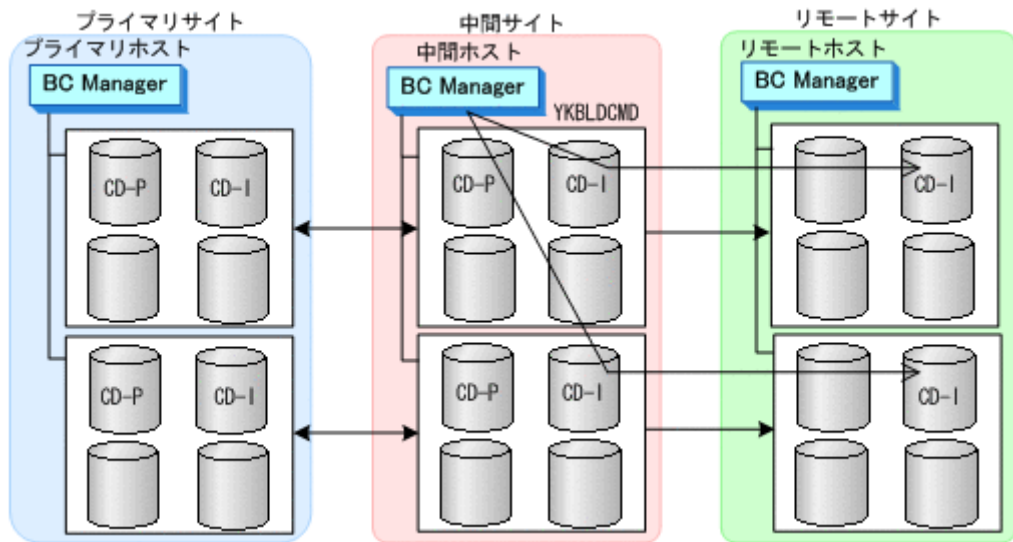 プライマリサイト
中間サイト
リモートサイト
プライマリホスト
中間ホスト
リモートホスト
BC Manager
BC Manager
BC Manager
YKBLDCMD
CD-P
CD-I
CD-P
CD-I
CD-I
CD-P
CD-I
CD-P
CD-I
CD-I